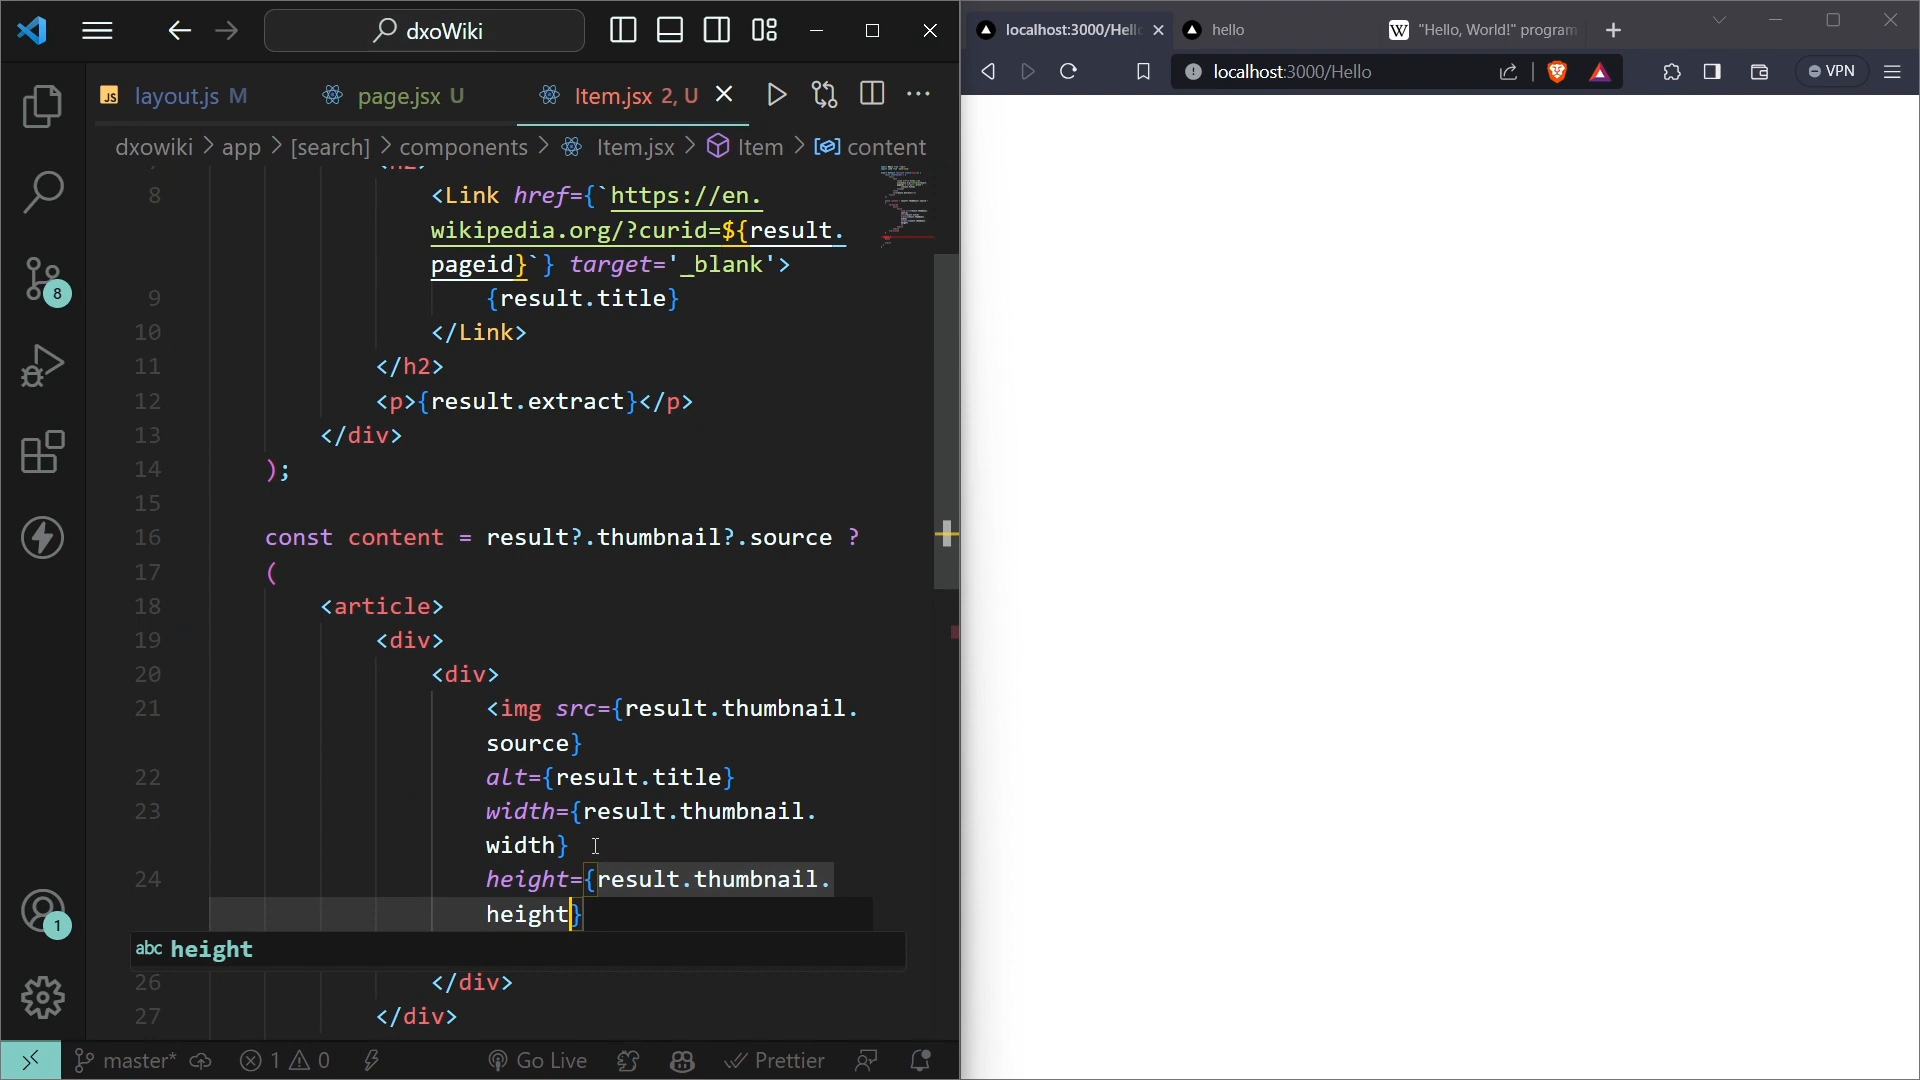 dxoWiki
layout.js M
page.jsx U
Item.jsx 2, U
dxowiki > app > [search] > components > Item.jsx > Item > content
8 <Link href={`https://en.
wikipedia.org/?curid=${result.
pageid}`} target='_blank'>
9 {result.title}
10 </Link>
11 </h2>
12 <p>{result.extract}</p>
13 </div>
14 );
15
16 const content = result?.thumbnail?.source ?
17 (
18 <article>
19 <div>
20 <div>
21 <img src={result.thumbnail.
source}
22 alt={result.title}
23 width={result.thumbnail.
width}
24 height={result.thumbnail.
height}
abc height
26 </div>
27 </div>
8
1
master*
1 0
Go Live
Prettier
localhost:3000/Hell
hello
W "Hello, World!" program
localhost:3000/Hello
VPN